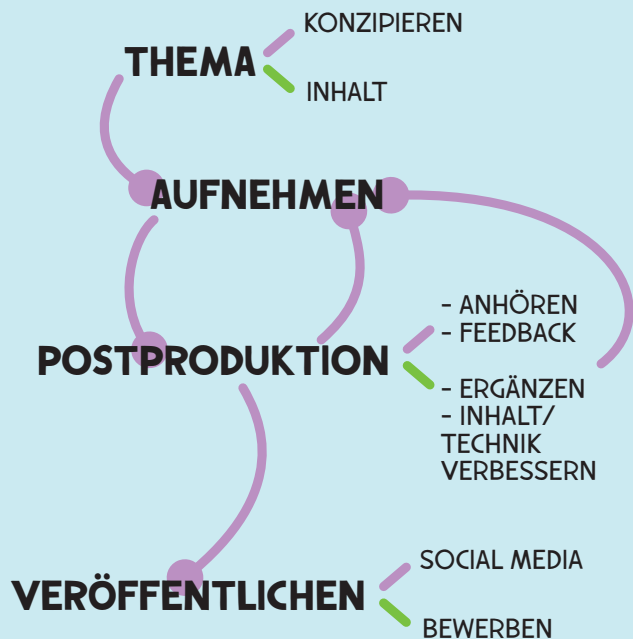 KONZIPIEREN
THEMA
INHALT
AUFNEHMEN
- ANHÖREN
- FEEDBACK
POSTPRODUKTION
- ERGÄNZEN
- INHALT/
TECHNIK
VERBESSERN
SOCIAL MEDIA
VERÖFFENTLICHEN
BEWERBEN